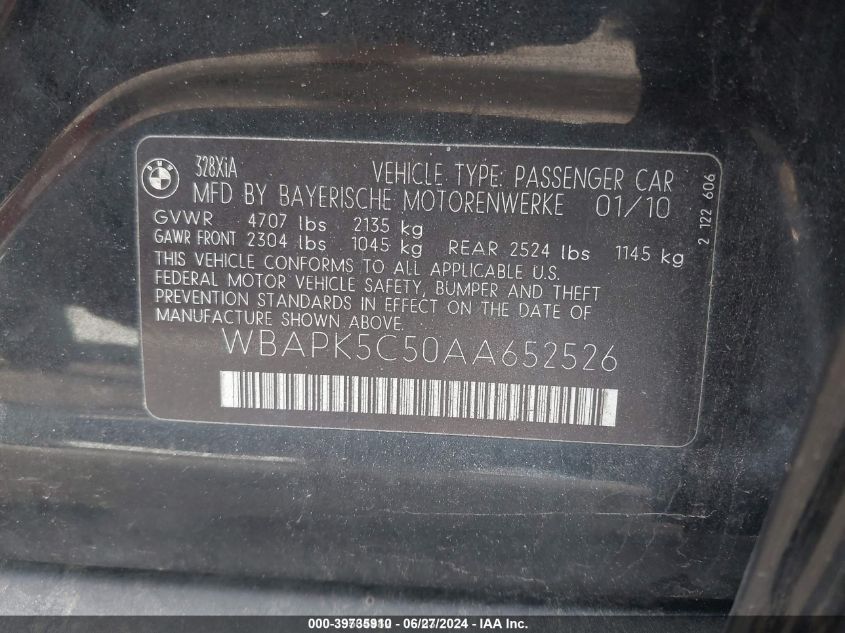 BMW
328XiA VEHICLE TYPE: PASSENGER CAR
MFD BY BAYERISCHE MOTORENWERKE 01/10
GVWR 4707 lbs 2135 kg
GAWR FRONT 2304 lbs 1045 kg REAR 2524 lbs 1145 kg
THIS VEHICLE CONFORMS TO ALL APPLICABLE U.S.
FEDERAL MOTOR VEHICLE SAFETY, BUMPER AND THEFT
PREVENTION STANDARDS IN EFFECT ON THE DATE OF
MANUFACTURE SHOWN ABOVE.
WBAPK5C50AA652526
2 122 606
000-39735910 - 06/27/2024 - IAA Inc.